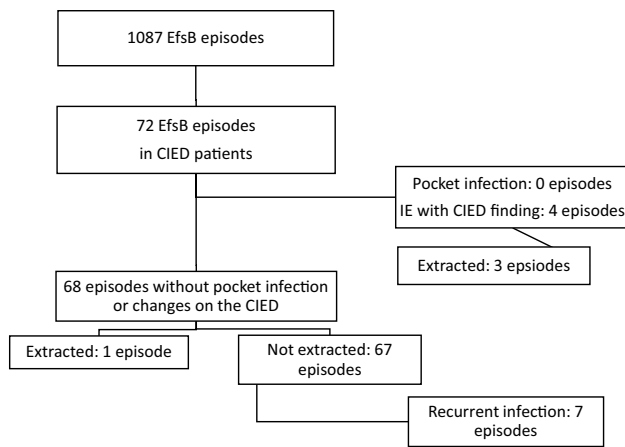 1087 EfsB episodes
72 EfsB episodes
in CIED patients
Pocket infection: 0 episodes
IE with CIED finding: 4 episodes
Extracted: 3 epsiodes
68 episodes without pocket infection
or changes on the CIED
Extracted: 1 episode
Not extracted: 67
episodes
Recurrent infection: 7
episodes